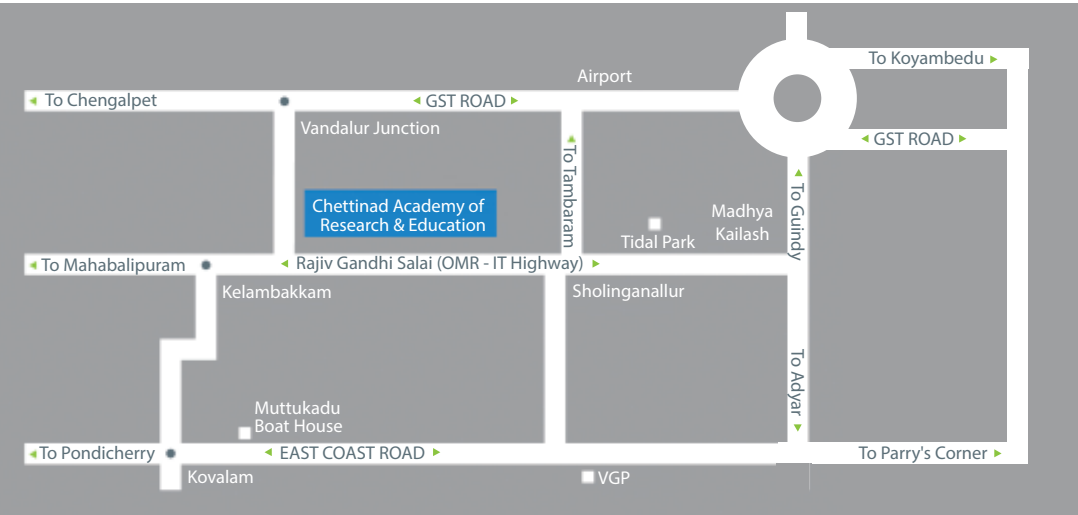 To Koyambedu
Airport
To Chengalpet
GST ROAD
Vandalur Junction
GST ROAD
To Tambaram
To Guindy
Chettinad Academy of
Research & Education
Madhya
Kailash
Tidal Park
To Mahabalipuram
Rajiv Gandhi Salai (OMR - IT Highway)
Kelambakkam
Sholinganallur
To Adyar
Muttukadu
Boat House
To Pondicherry
EAST COAST ROAD
To Parry's Corner
Kovalam
VGP